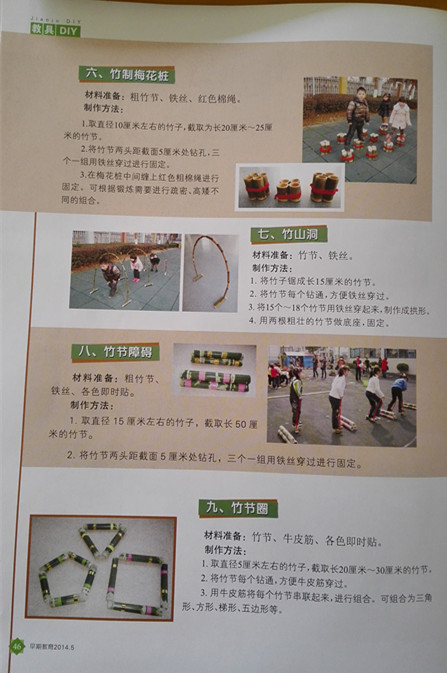 教具DIY
六、竹制梅花桩
材料准备：粗竹节、铁丝、红色棉绳。
制作方法：
1.取直径10厘米左右的竹子，截取为长20厘米～25厘
米的竹节。
2.将竹节两头距截面5厘米处钻孔，三
个一组用铁丝穿过进行固定。
3.在梅花桩中间缠上红色粗棉绳进行
固定。可根据锻炼需要进行疏密、高矮不
同的组合。
七、竹山洞
材料准备：竹节、铁丝。
制作方法：
1. 将竹子锯成长15厘米的竹节。
2. 将竹节每个钻通，方便铁丝穿过。
3. 将15个～18个竹节用铁丝穿起来，制作成拱形。
4. 用两根粗壮的竹节做底座，固定。
八、竹节障碍
材料准备：粗竹节、
铁丝、各色即时贴。
制作方法：
1. 取直径 15 厘米左右的竹子，截取长 50 厘
米的竹节。
2. 将竹节两头距截面 5 厘米处钻孔，三个一组用铁丝穿过进行固定。
九、竹节圈
材料准备：竹节、牛皮筋、各色即时贴。
制作方法：
1. 取直径5厘米左右的竹子，截取长20厘米～30厘米的竹节。
2. 将竹节每个钻通，方便牛皮筋穿过。
3. 用牛皮筋将每个竹节串联起来，进行组合。可组合为三角
形、方形、梯形、五边形等。
46 早期教育2014.5